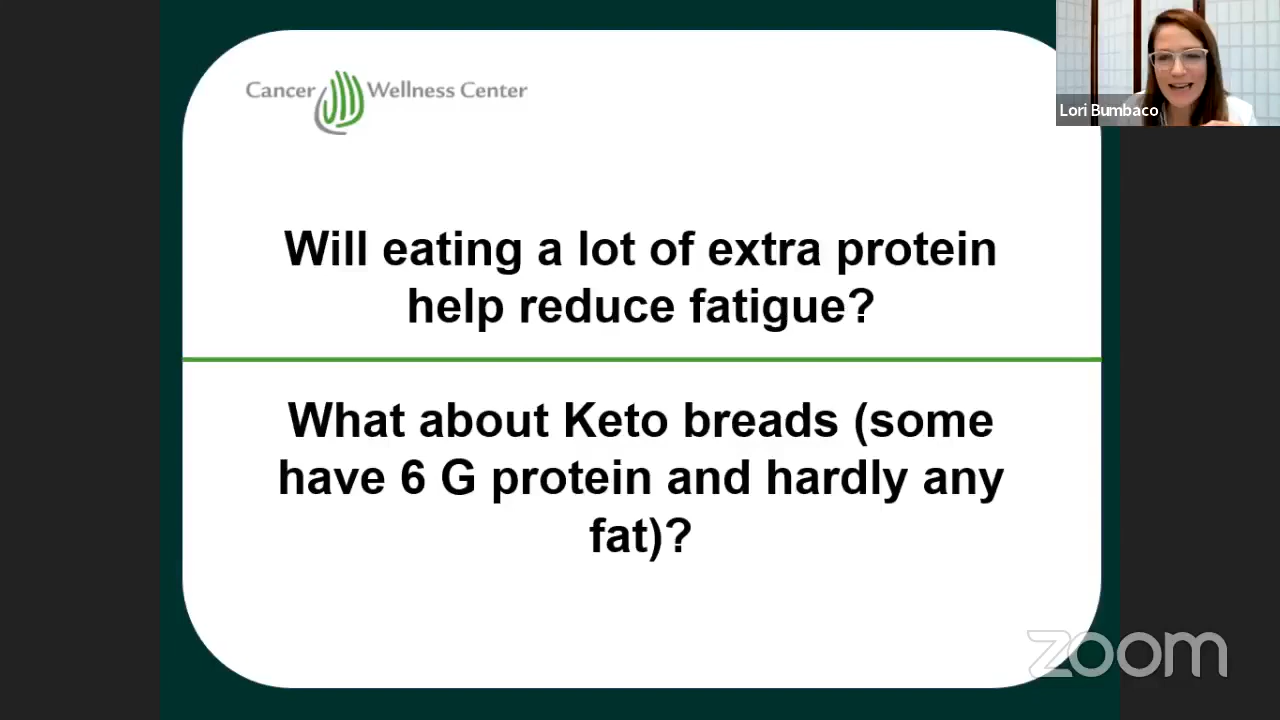 Cancer Wellness Center
Lori Bumbaco
Will eating a lot of extra protein
help reduce fatigue?
What about Keto breads (some
have 6 G protein and hardly any
fat)?
zoom